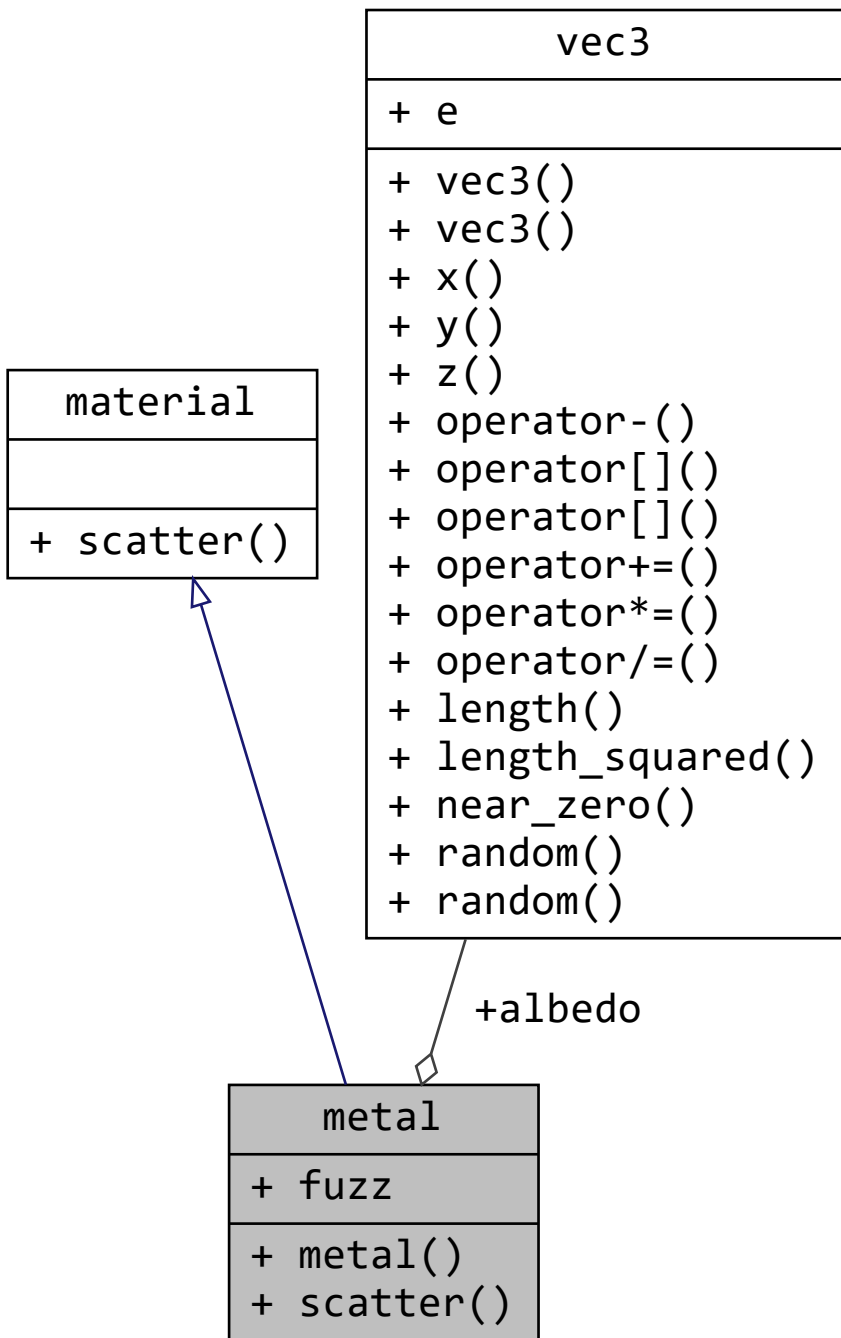 vec3
+ e
+ vec3()
+ vec3()
+ x()
+ y()
+ z()
+ operator-()
+ operator[]()
+ operator[]()
+ operator+=()
+ operator*=()
+ operator/=()
+ length()
+ length_squared()
+ near_zero()
+ random()
+ random()
material
+ scatter()
+albedo
metal
+ fuzz
+ metal()
+ scatter()